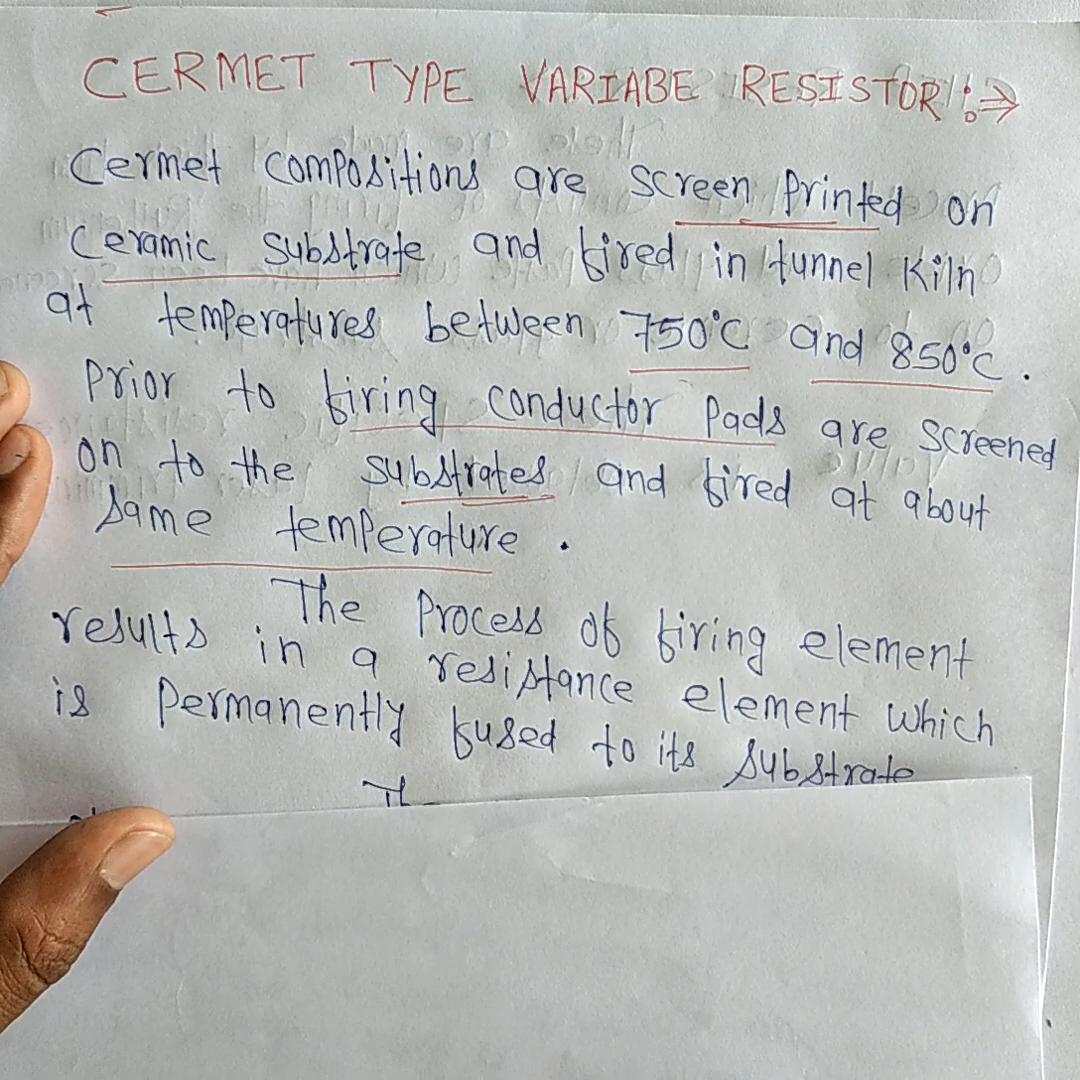 CERMET TYPE VARIABE RESISTOR :⇒
Cermet compositions are screen printed on
Ceramic substrate and fired in tunnel kiln
at temperatures between 750°C and 850°C.
Prior to firing conductor pads are screened
on to the substrates and fired at about
same temperature.
The process of firing element
results in a resistance element which
is permanently fused to its substrate